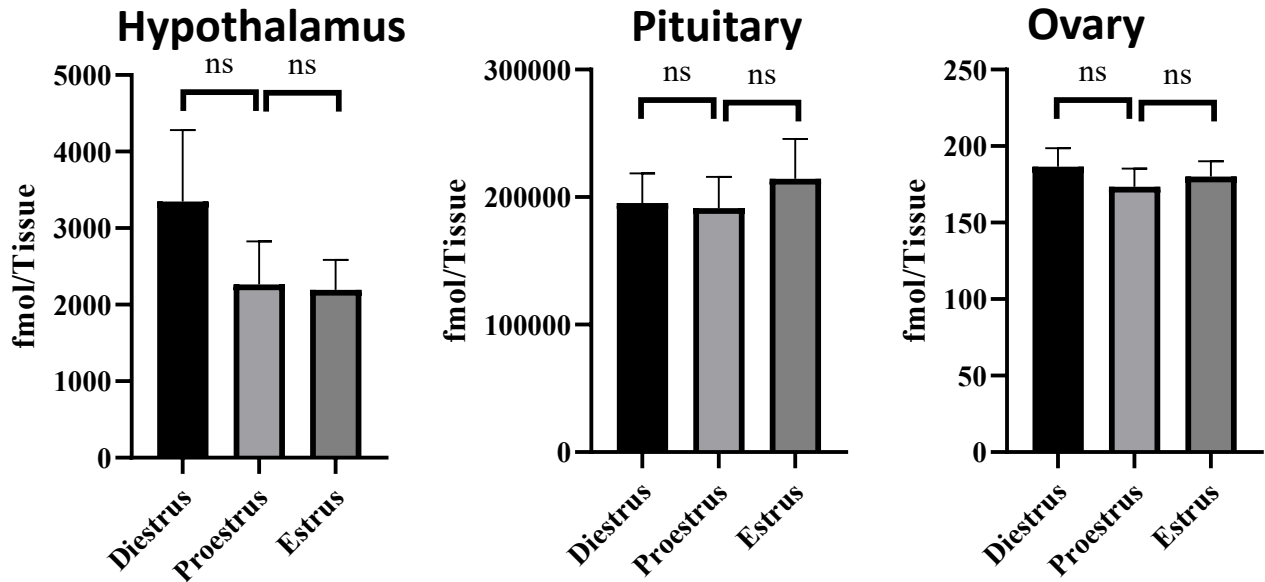 Hypothalamus
ns
ns
fmol/Tissue
5000
4000
3000
2000
1000
0
Diestrus
Proestrus
Estrus
Pituitary
ns
ns
fmol/Tissue
300000
200000
100000
0
Diestrus
Proestrus
Estrus
Ovary
ns
ns
fmol/Tissue
250
200
150
100
50
0
Diestrus
Proestrus
Estrus